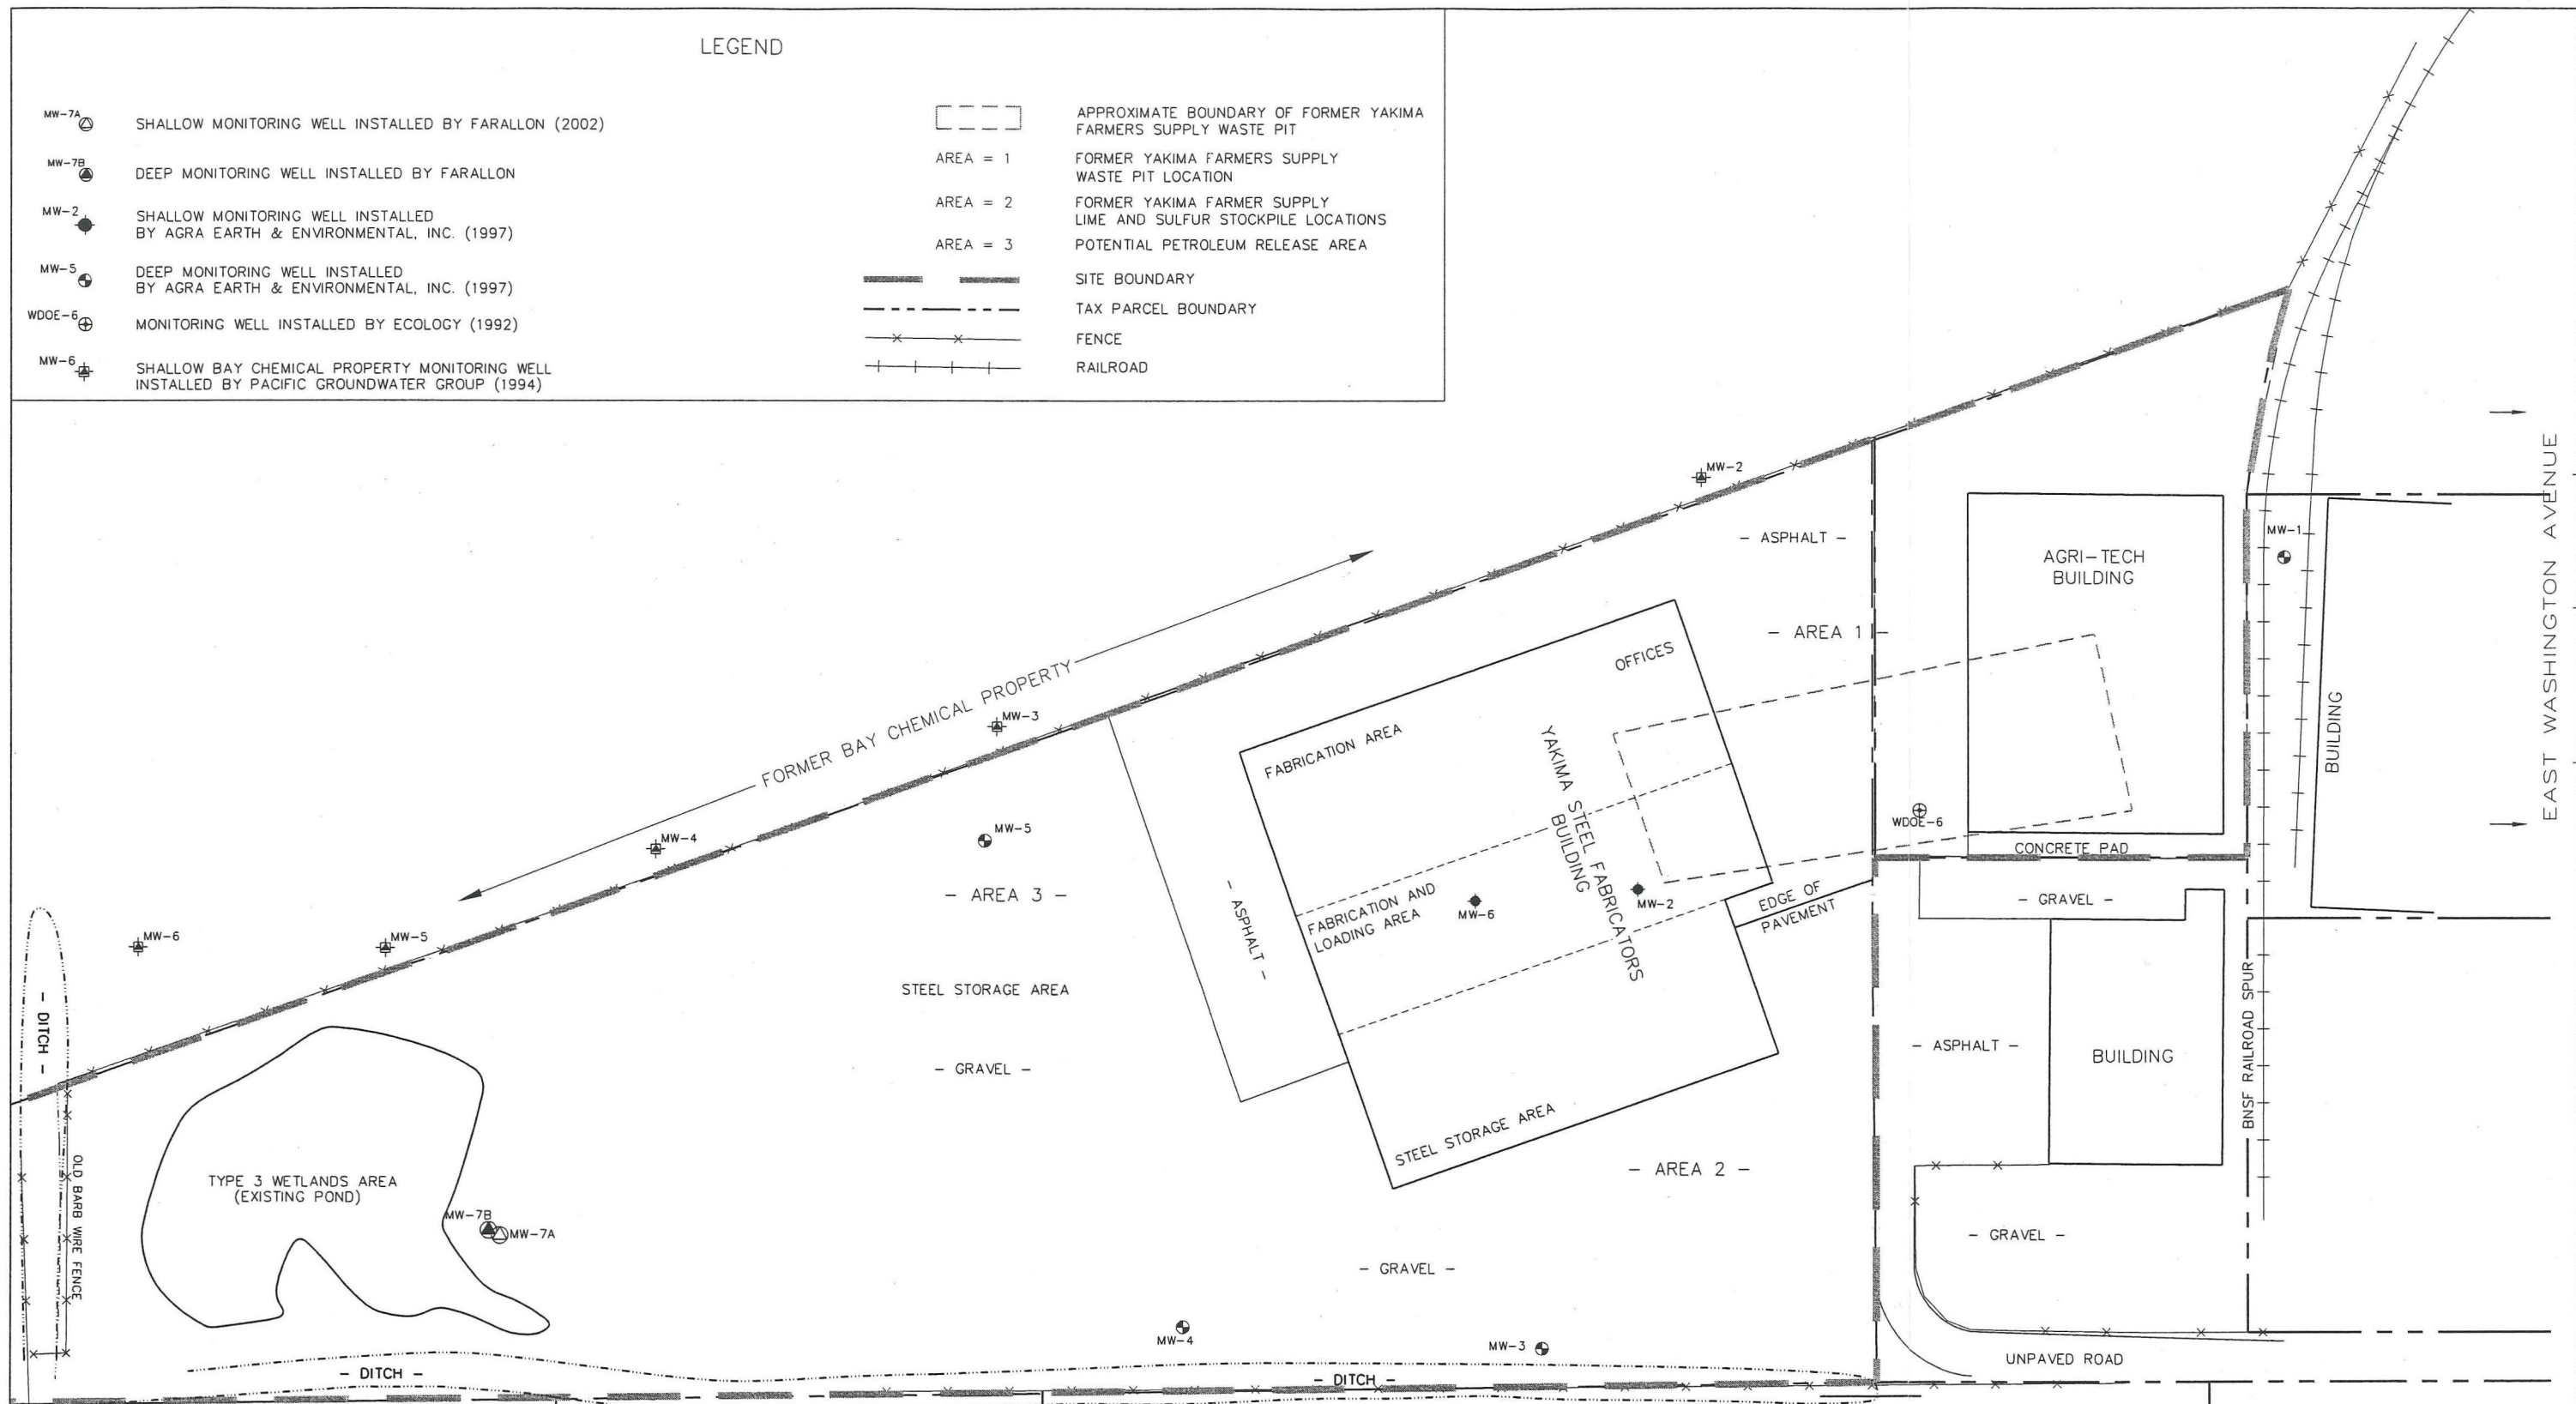 LEGEND
MW-7A
SHALLOW MONITORING WELL INSTALLED BY FARALLON (2002)
MW-7B
DEEP MONITORING WELL INSTALLED BY FARALLON
MW-2
SHALLOW MONITORING WELL INSTALLED
BY AGRA EARTH & ENVIRONMENTAL, INC. (1997)
MW-5
DEEP MONITORING WELL INSTALLED
BY AGRA EARTH & ENVIRONMENTAL, INC. (1997)
WDOE-6
MONITORING WELL INSTALLED BY ECOLOGY (1992)
MW-6
SHALLOW BAY CHEMICAL PROPERTY MONITORING WELL
INSTALLED BY PACIFIC GROUNDWATER GROUP (1994)
APPROXIMATE BOUNDARY OF FORMER YAKIMA
FARMERS SUPPLY WASTE PIT
AREA = 1
FORMER YAKIMA FARMERS SUPPLY
WASTE PIT LOCATION
AREA = 2
FORMER YAKIMA FARMER SUPPLY
LIME AND SULFUR STOCKPILE LOCATIONS
AREA = 3
POTENTIAL PETROLEUM RELEASE AREA
SITE BOUNDARY
TAX PARCEL BOUNDARY
FENCE
RAILROAD
MW-2
- ASPHALT -
AGRI-TECH
BUILDING
MW-1
EAST WASHINGTON AVENUE
- AREA 1 -
OFFICES
FORMER BAY CHEMICAL PROPERTY
MW-3
FABRICATION AREA
YAKIMA STEEL FABRICATORS
BUILDING
BUILDING
WDOE-6
MW-4
MW-5
CONCRETE PAD
- AREA 3 -
- ASPHALT -
FABRICATION AND
LOADING AREA
MW-6
MW-2
EDGE OF
PAVEMENT
- GRAVEL -
MW-6
MW-5
- DITCH -
STEEL STORAGE AREA
- GRAVEL -
- ASPHALT -
BUILDING
BNSF RAILROAD SPUR
STEEL STORAGE AREA
- AREA 2 -
OLD BARB WIRE FENCE
TYPE 3 WETLANDS AREA
(EXISTING POND)
MW-7B
MW-7A
- GRAVEL -
- GRAVEL -
MW-4
MW-3
UNPAVED ROAD
- DITCH -
- DITCH -